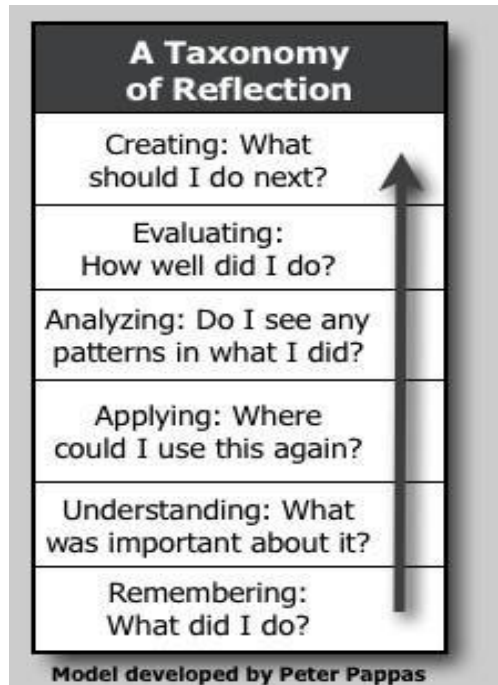 A Taxonomy
of Reflection
Creating: What
should I do next?
Evaluating:
How well did I do?
Analyzing: Do I see any
patterns in what I did?
Applying: Where
could I use this again?
Understanding: What
was important about it?
Remembering:
What did I do?
Model developed by Peter Pappas